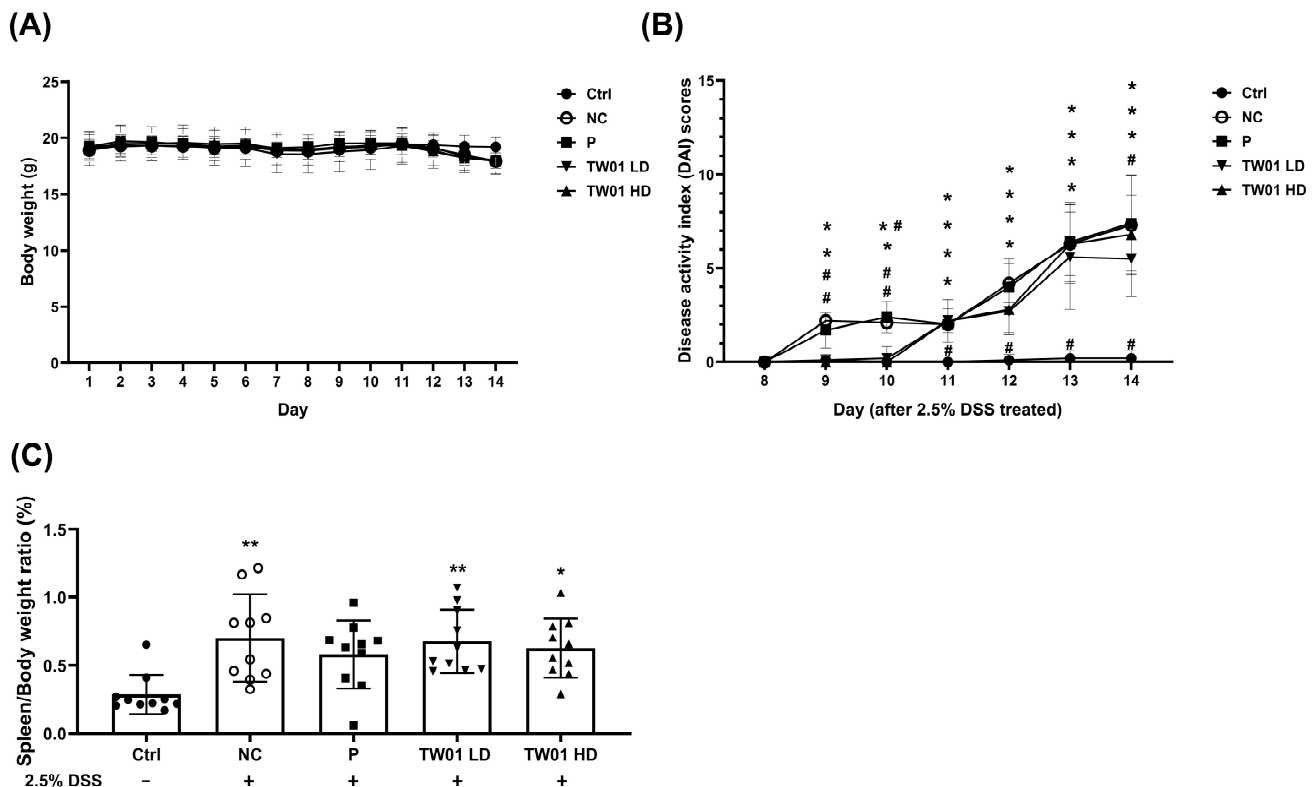 (A)
Body weight (g)
25
20
15
10
5
0
1 2 3 4 5 6 7 8 9 10 11 12 13 14
Day
Ctrl
NC
P
TW01 LD
TW01 HD
(B)
Disease activity index (DAI) scores
15
10
5
0
* * * * *
* * * *
* # * * *
* * * * #
* *
# # *
# #
# # # #
8 9 10 11 12 13 14
Day (after 2.5% DSS treated)
Ctrl
NC
P
TW01 LD
TW01 HD
(C)
Spleen/Body weight ratio (%)
1.5
1.0
0.5
0.0
** ** *
Ctrl NC P TW01 LD TW01 HD
2.5% DSS – + + + +